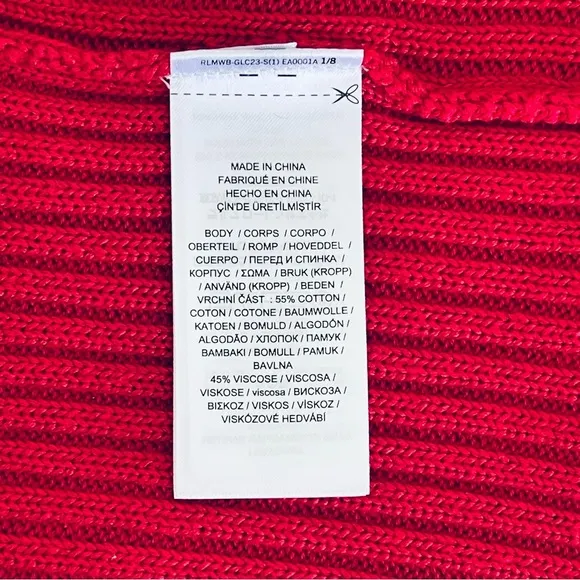 RLMWB-GLC23-S(1) EA0001A 1/8
MADE IN CHINA
FABRIQUÉ EN CHINE
HECHO EN CHINA
ÇİN'DE ÜRETİLMİŞTİR
BODY / CORPS / CORPO /
OBERTEIL / ROMP / HOVEDDEL /
CUERPO / ПЕРЕД И СПИНКА /
КОРПУС / ΣΩΜΑ / BRUK (KROPP)
/ ANVÄND (KROPP) / BEDEN /
VRCHNÍ ČÁST : 55% COTTON /
COTON / COTONE / BAUMWOLLE /
KATOEN / BOMULD / ALGODÓN /
ALGODÃO / ХЛОПОК / ПАМУК /
ΒΑΜΒΑΚΙ / BOMULL / PAMUK /
BAVLNA
45% VISCOSE / VISCOSA /
VISKOSE / viscosa / ВИСКОЗА /
ΒΙΣΚΟΖ / VISKOS / VİSKOZ /
VISKÓZOVÉ HEDVÁBÍ